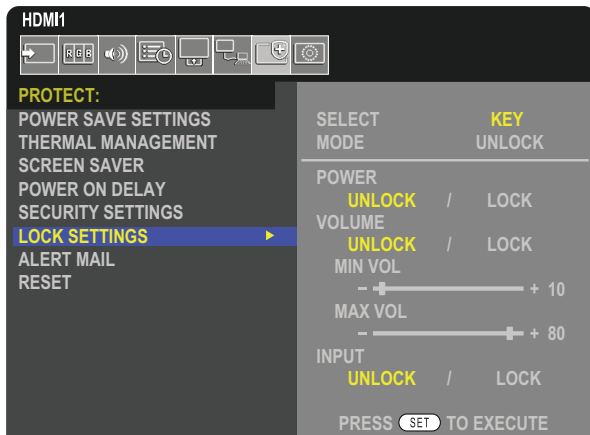 HDMI1
RGB
PROTECT:
POWER SAVE SETTINGS
THERMAL MANAGEMENT
SCREEN SAVER
POWER ON DELAY
SECURITY SETTINGS
LOCK SETTINGS
ALERT MAIL
RESET
SELECT KEY
MODE UNLOCK
POWER
UNLOCK / LOCK
VOLUME
UNLOCK / LOCK
MIN VOL
- + 10
MAX VOL
- + 80
INPUT
UNLOCK / LOCK
PRESS SET TO EXECUTE